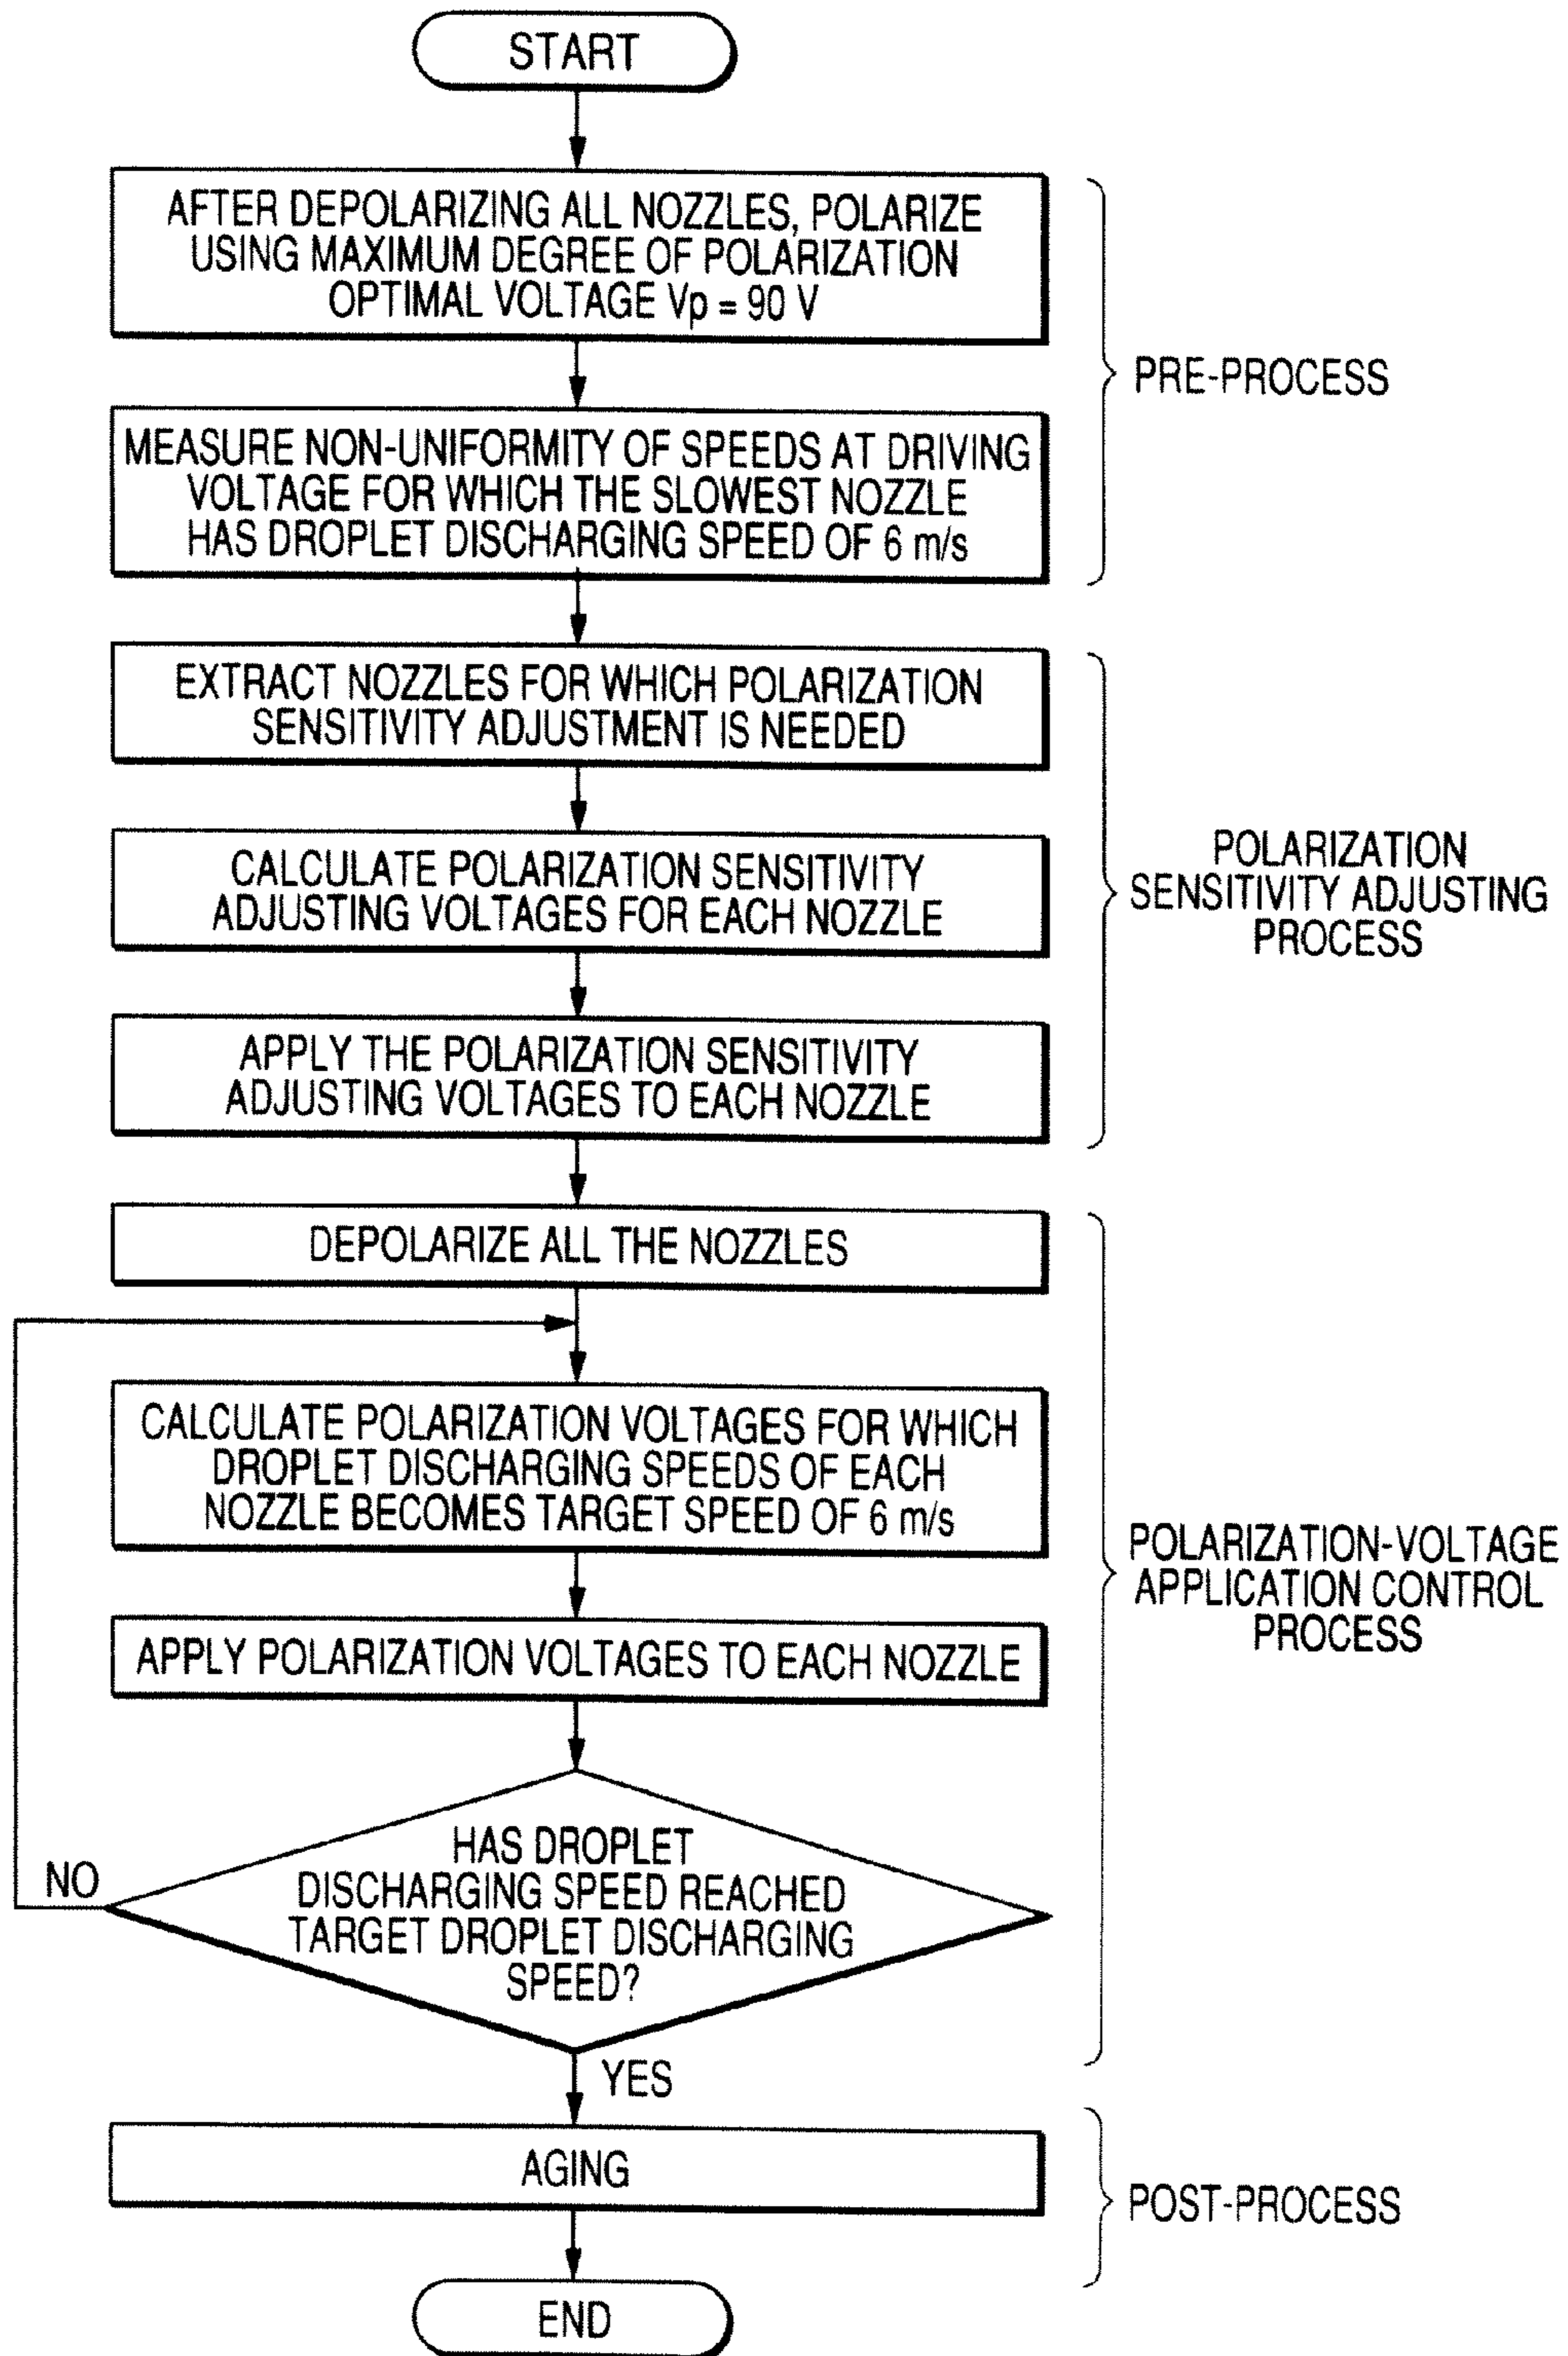 START
AFTER DEPOLARIZING ALL NOZZLES, POLARIZE
USING MAXIMUM DEGREE OF POLARIZATION
OPTIMAL VOLTAGE Vp = 90 V
MEASURE NON-UNIFORMITY OF SPEEDS AT DRIVING
VOLTAGE FOR WHICH THE SLOWEST NOZZLE
HAS DROPLET DISCHARGING SPEED OF 6 m/s
PRE-PROCESS
EXTRACT NOZZLES FOR WHICH POLARIZATION
SENSITIVITY ADJUSTMENT IS NEEDED
CALCULATE POLARIZATION SENSITIVITY
ADJUSTING VOLTAGES FOR EACH NOZZLE
APPLY THE POLARIZATION SENSITIVITY
ADJUSTING VOLTAGES TO EACH NOZZLE
POLARIZATION
SENSITIVITY ADJUSTING
PROCESS
DEPOLARIZE ALL THE NOZZLES
CALCULATE POLARIZATION VOLTAGES FOR WHICH
DROPLET DISCHARGING SPEEDS OF EACH
NOZZLE BECOMES TARGET SPEED OF 6 m/s
APPLY POLARIZATION VOLTAGES TO EACH NOZZLE
HAS DROPLET
DISCHARGING SPEED REACHED
TARGET DROPLET DISCHARGING
SPEED?
NO
YES
POLARIZATION-VOLTAGE
APPLICATION CONTROL
PROCESS
AGING
POST-PROCESS
END